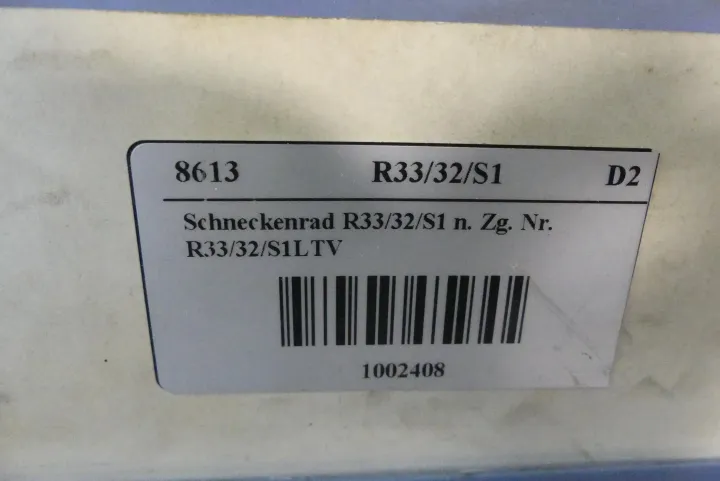 8613 R33/32/S1 D2
Schneckenrad R33/32/S1 n. Zg. Nr.
R33/32/S1LTV
1002408